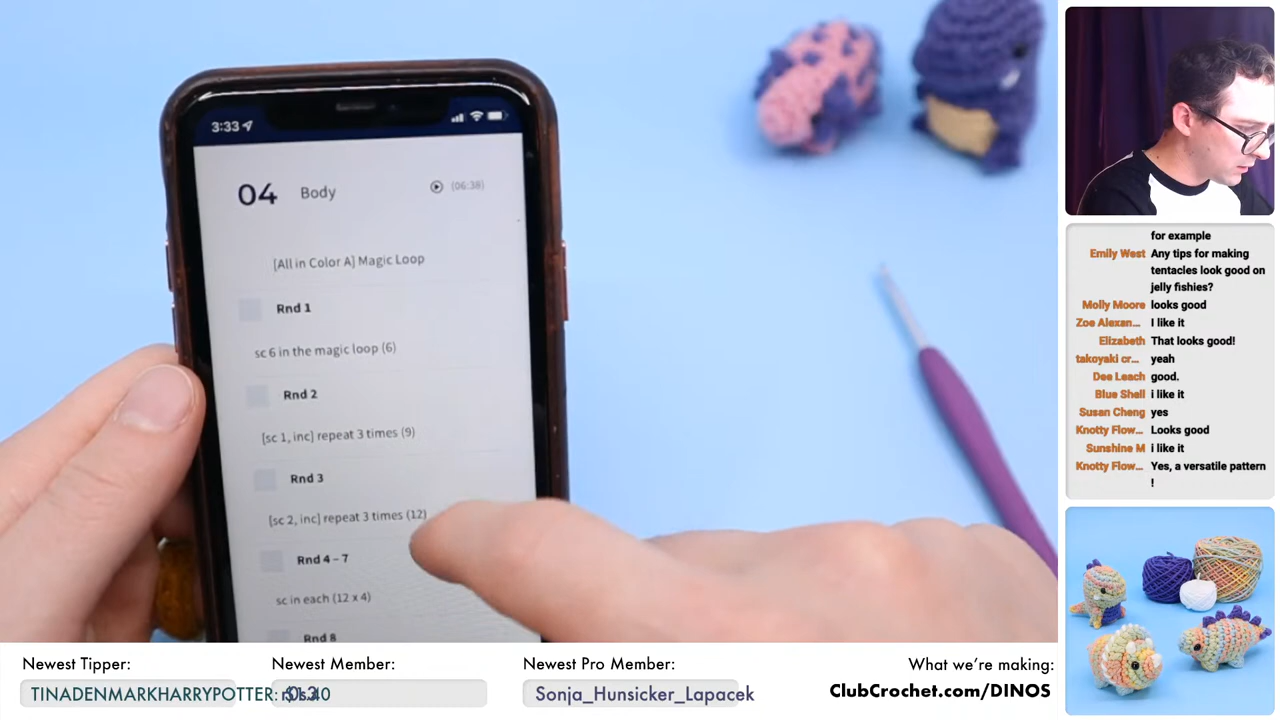 3:33
04 Body (06:38)
[All in Color A] Magic Loop
Rnd 1
sc 6 in the magic loop (6)
Rnd 2
[sc 1, inc] repeat 3 times (9)
Rnd 3
[sc 2, inc] repeat 3 times (12)
Rnd 4 – 7
sc in each (12 x 4)
Rnd 8
for example
Emily West Any tips for making
tentacles look good on
jelly fishies?
Molly Moore looks good
Zoe Alexan... I like it
Elizabeth That looks good!
takoyaki cr... yeah
Dee Leach good.
Blue Shell i like it
Susan Cheng yes
Knotty Flow... Looks good
Sunshine M i like it
Knotty Flow... Yes, a versatile pattern
!
Newest Tipper:
TINADENMARKHARRYPOTTER:
Newest Member:
Newest Pro Member:
Sonja_Hunsicker_Lapacek
What we're making:
ClubCrochet.com/DINOS